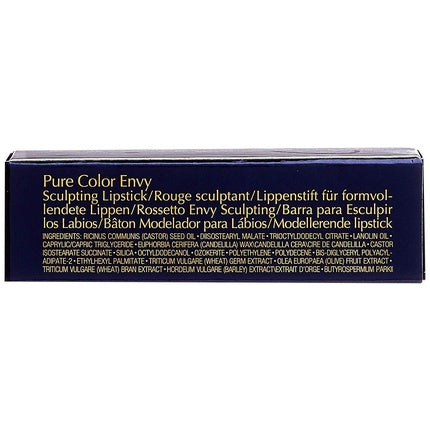 Pure Color Envy
Sculpting Lipstick/Rouge sculptant/Lippenstift für formvol-
lendete Lippen/Rossetto Envy Sculpting/Barra para Esculpir
los Labios/Bâton Modelador para Lábios/Modellerende lipstick
INGREDIENTS: RICINUS COMMUNIS (CASTOR) SEED OIL • DIISOSTEARYL MALATE • TRIOCTYLDODECYL CITRATE • LANOLIN OIL •
CAPRYLIC/CAPRIC TRIGLYCERIDE • EUPHORBIA CERIFERA (CANDELILLA) WAX\CANDELILLA CERA\CIRE DE CANDELILLA • CASTOR
ISOSTEARATE SUCCINATE • SILICA • OCTYLDODECANOL • OZOKERITE • POLYETHYLENE • POLYDECENE • BIS-DIGLYCERYL POLYACYL-
ADIPATE-2 • ETHYLHEXYL PALMITATE • TRITICUM VULGARE (WHEAT) GERM EXTRACT • OLEA EUROPAEA (OLIVE) FRUIT EXTRACT •
TRITICUM VULGARE (WHEAT) BRAN EXTRACT • HORDEUM VULGARE (BARLEY) EXTRACT\EXTRAIT D'ORGE • BUTYROSPERMUM PARKII